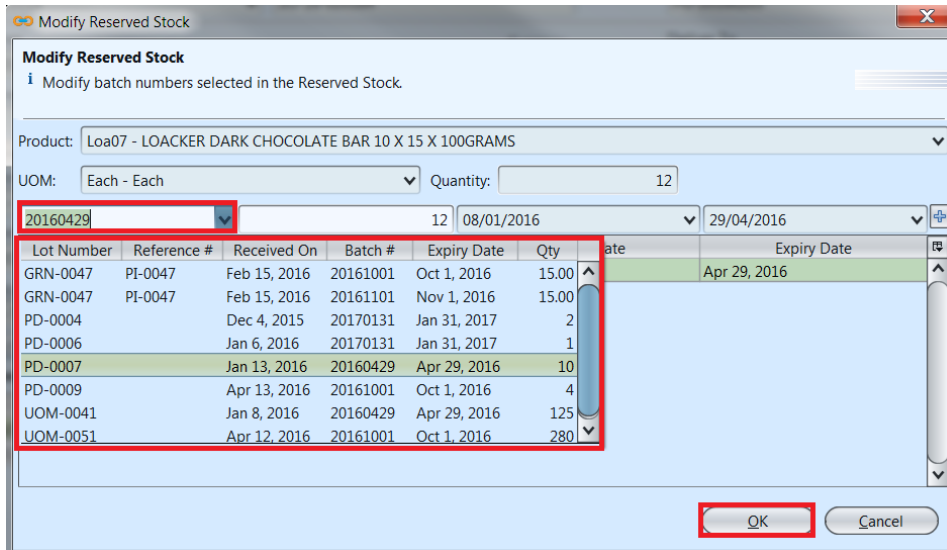 Modify Reserved Stock
Modify Reserved Stock
i Modify batch numbers selected in the Reserved Stock.
Product: Loa07 - LOACKER DARK CHOCOLATE BAR 10 X 15 X 100GRAMS
UOM: Each - Each Quantity: 12
20160429 12 08/01/2016 29/04/2016
Lot Number Reference # Received On Batch # Expiry Date Qty ate Expiry Date
GRN-0047 PI-0047 Feb 15, 2016 20161001 Oct 1, 2016 15.00 Apr 29, 2016
GRN-0047 PI-0047 Feb 15, 2016 20161101 Nov 1, 2016 15.00
PD-0004 Dec 4, 2015 20170131 Jan 31, 2017 2
PD-0006 Jan 6, 2016 20170131 Jan 31, 2017 1
PD-0007 Jan 13, 2016 20160429 Apr 29, 2016 10
PD-0009 Apr 13, 2016 20161001 Oct 1, 2016 4
UOM-0041 Jan 8, 2016 20160429 Apr 29, 2016 125
UOM-0051 Apr 12, 2016 20161001 Oct 1, 2016 280
OK Cancel